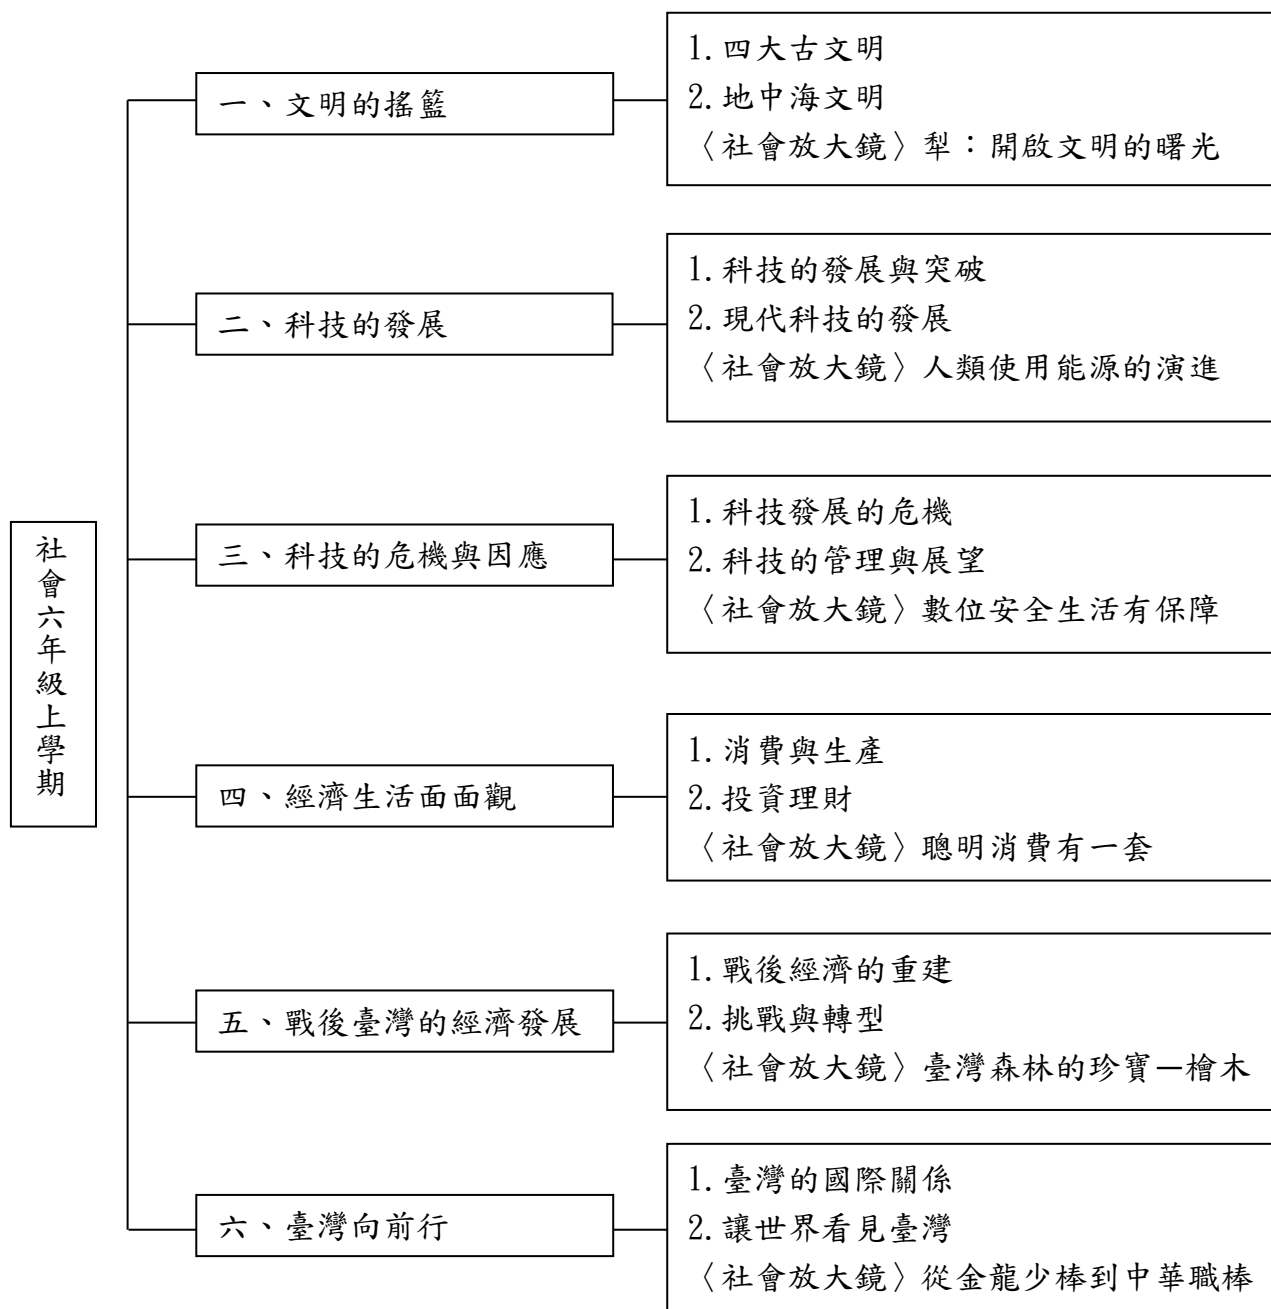 社會六年級上學期
一、文明的搖籃
1.四大古文明
2.地中海文明
〈社會放大鏡〉犁：開啟文明的曙光
二、科技的發展
1.科技的發展與突破
2.現代科技的發展
〈社會放大鏡〉人類使用能源的演進
三、科技的危機與因應
1.科技發展的危機
2.科技的管理與展望
〈社會放大鏡〉數位安全生活有保障
四、經濟生活面面觀
1.消費與生產
2.投資理財
〈社會放大鏡〉聰明消費有一套
五、戰後臺灣的經濟發展
1.戰後經濟的重建
2.挑戰與轉型
〈社會放大鏡〉臺灣森林的珍寶—檜木
六、臺灣向前行
1.臺灣的國際關係
2.讓世界看見臺灣
〈社會放大鏡〉從金龍少棒到中華職棒